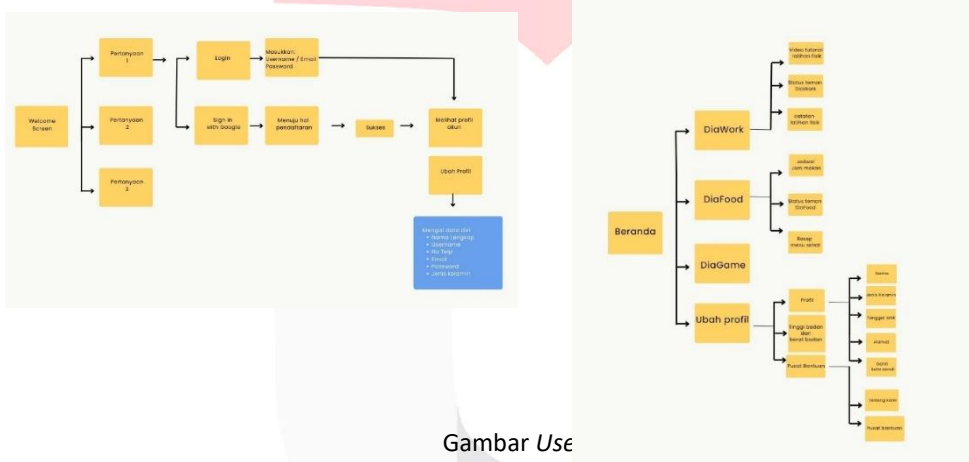 Welcome
Screen
Pertanyaan
1
Pertanyaan
2
Pertanyaan
3
Login
Masukkan
Username / Email
Password
Sign in
with Google
Menuju hal
pendaftaran
Sukses
Melihat profil
akun
Ubah Profil
Mengisi data diri
• Nama Lengkap
• Username
• No Telp
• Email
• Password
• Jenis kelamin
Beranda
DiaWork
Video tutorial
latihan fisik
Status teman
DiaWork
latihan fisik
DiaFood
Jadwal
jam makan
Status teman
DiaFood
Resep
menu sehat
DiaGame
Ubah profil
Profil
Nama
Jenis kelamin
Tanggal lahir
Alamat
kata sandi
Tinggi badan
dan
berat badan
Pusat Bantuan
Tentang kami
Pusat bantuan
Gambar Use